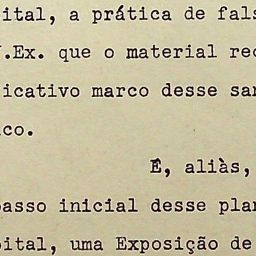 ital, a prática de fals
.Ex. que o material rec
icativo marco desse san
co.
É, aliàs,
passo inicial desse plan
pital, uma Exposição de